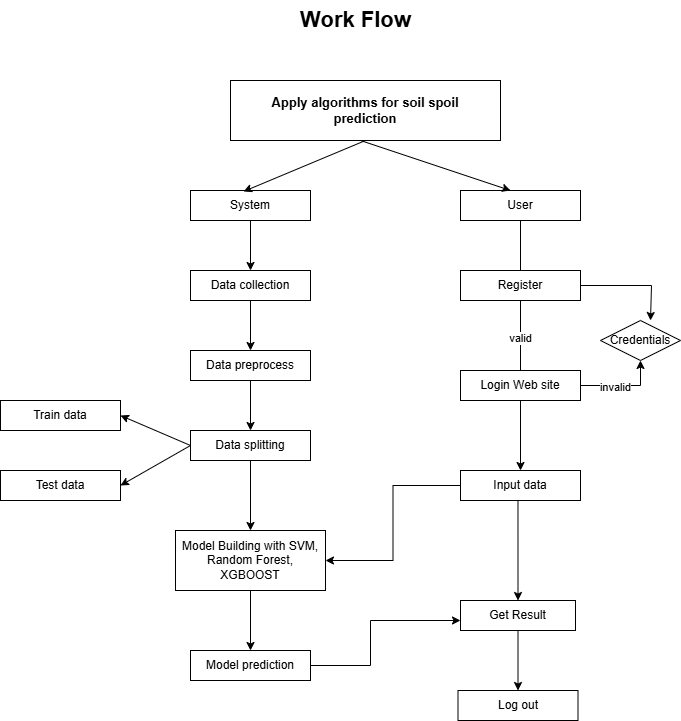 Work Flow
Apply algorithms for soil spoil
prediction
System
User
Data collection
Register
valid
Credentials
Data preprocess
Login Web site
invalid
Train data
Data splitting
Test data
Input data
Model Building with SVM,
Random Forest,
XGBOOST
Get Result
Model prediction
Log out